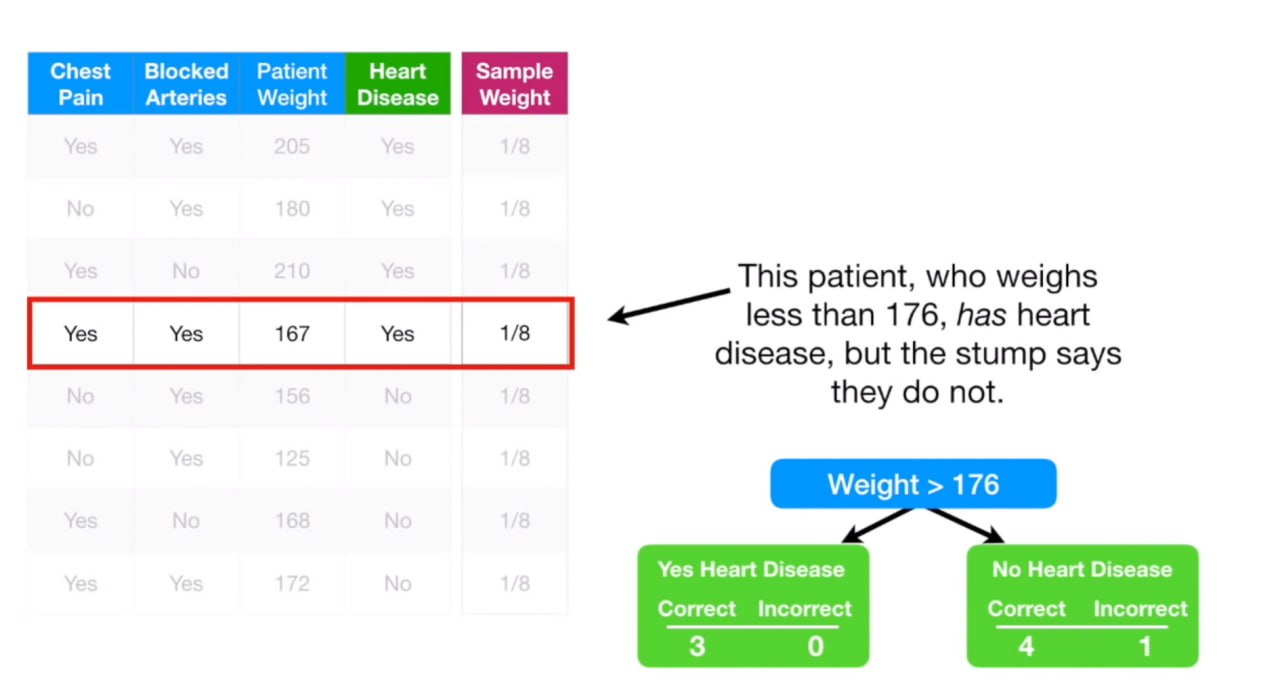 Chest Pain Blocked Arteries Patient Weight Heart Disease Sample Weight
Yes Yes 205 Yes 1/8
No Yes 180 Yes 1/8
Yes No 210 Yes 1/8
Yes Yes 167 Yes 1/8
No Yes 156 No 1/8
No Yes 125 No 1/8
Yes No 168 No 1/8
Yes Yes 172 No 1/8
This patient, who weighs
less than 176, has heart
disease, but the stump says
they do not.
Weight > 176
Yes Heart Disease
Correct Incorrect
3 0
No Heart Disease
Correct Incorrect
4 1